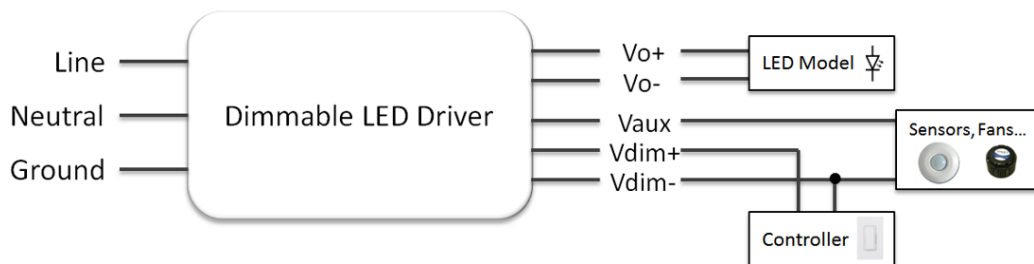 Line
Neutral
Ground
Dimmable LED Driver
Vo+
Vo-
Vaux
Vdim+
Vdim-
LED Model
Sensors, Fans...
Controller